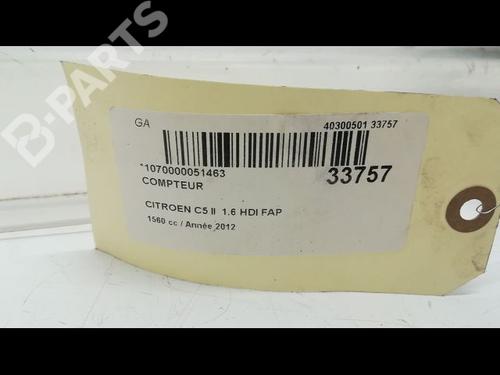 B-PARTS
GA
40300501 33757
*1070000051463
33757
COMPTEUR
CITROEN C5 II 1.6 HDI FAP
1560 cc / Année 2012